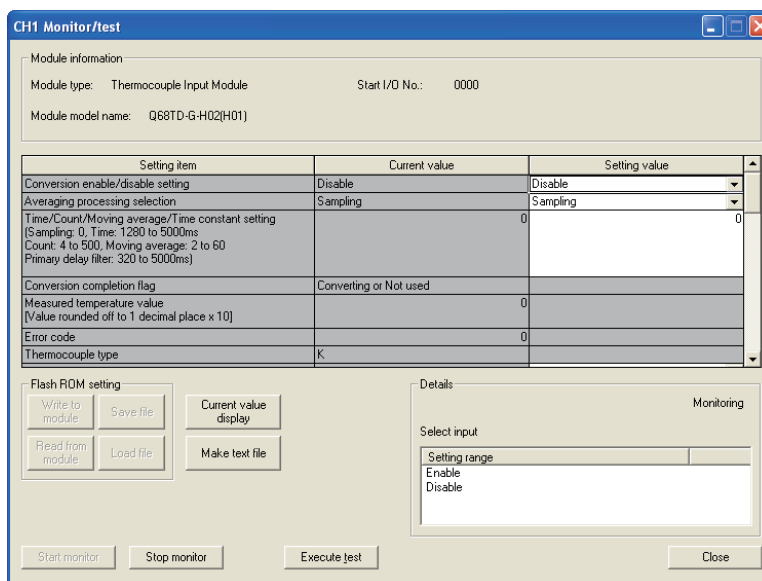 CH1 Monitor/test
Module information
Module type: Thermocouple Input Module Start I/O No.: 0000
Module model name: Q68TD-G-H02(H01)
Setting item Current value Setting value
Conversion enable/disable setting Disable Disable
Averaging processing selection Sampling Sampling
Time/Count/Moving average/Time constant setting 0 0
(Sampling: 0, Time: 1280 to 5000ms
Count: 4 to 500, Moving average: 2 to 60
Primary delay filter: 320 to 5000ms)
Conversion completion flag Converting or Not used
Measured temperature value 0
[Value rounded off to 1 decimal place x 10]
Error code 0
Thermocouple type K
Flash ROM setting
Write to
module
Save file
Current value
display
Read from
module
Load file
Make text file
Details
Monitoring
Select input
Setting range
Enable
Disable
Start monitor Stop monitor Execute test Close